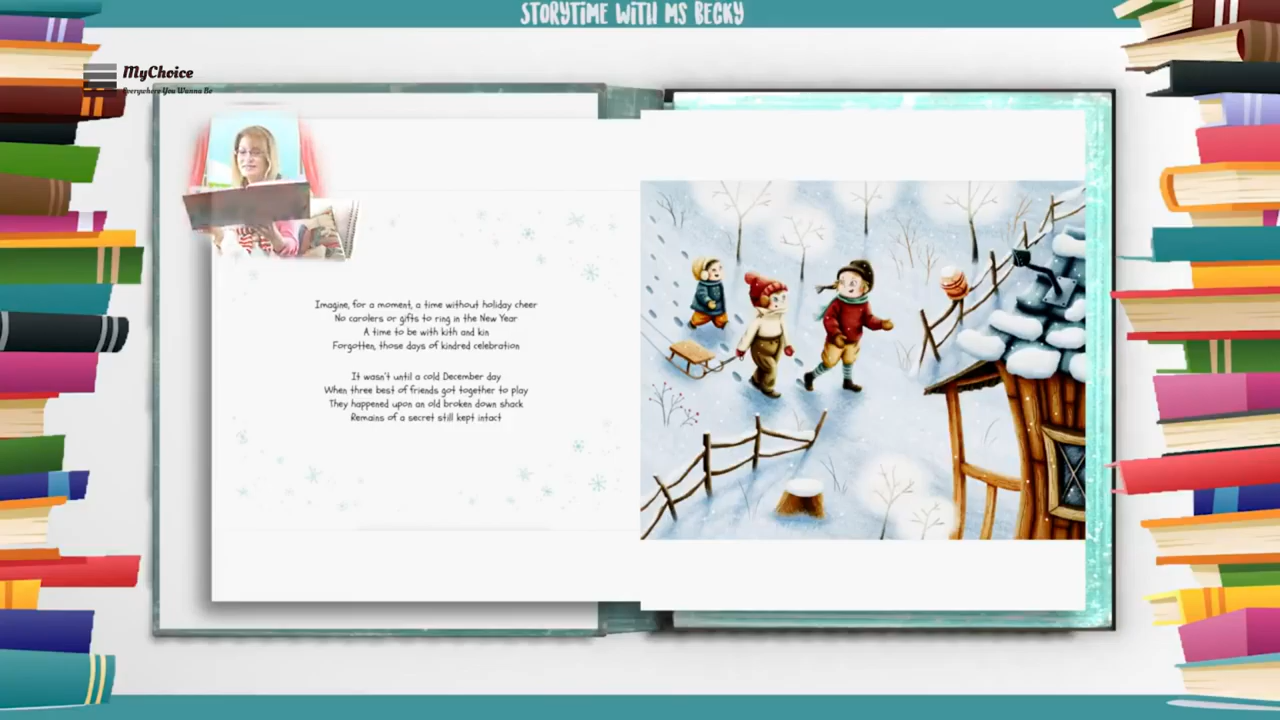 STORYTIME WITH MS BECKY
MyChoice
Everywhere You Wanna Be
Imagine, for a moment, a time without holiday cheer
No carolers or gifts to ring in the New Year
A time to be with kith and kin
Forgotten, those days of kindred celebration
It wasn't until a cold December day
When three best of friends got together to play
They happened upon an old broken down shack
Remains of a secret still kept intact